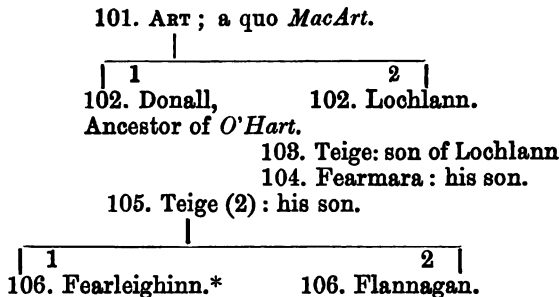 101. Art ; a quo MacArt.
1 2
102. Donall, 102. Lochlann.
Ancestor of O'Hart.
103. Teige: son of Lochlann
104. Fearmara : his son.
105. Teige (2) : his son.
1 2
106. Fearleighinn.* 106. Flannagan.